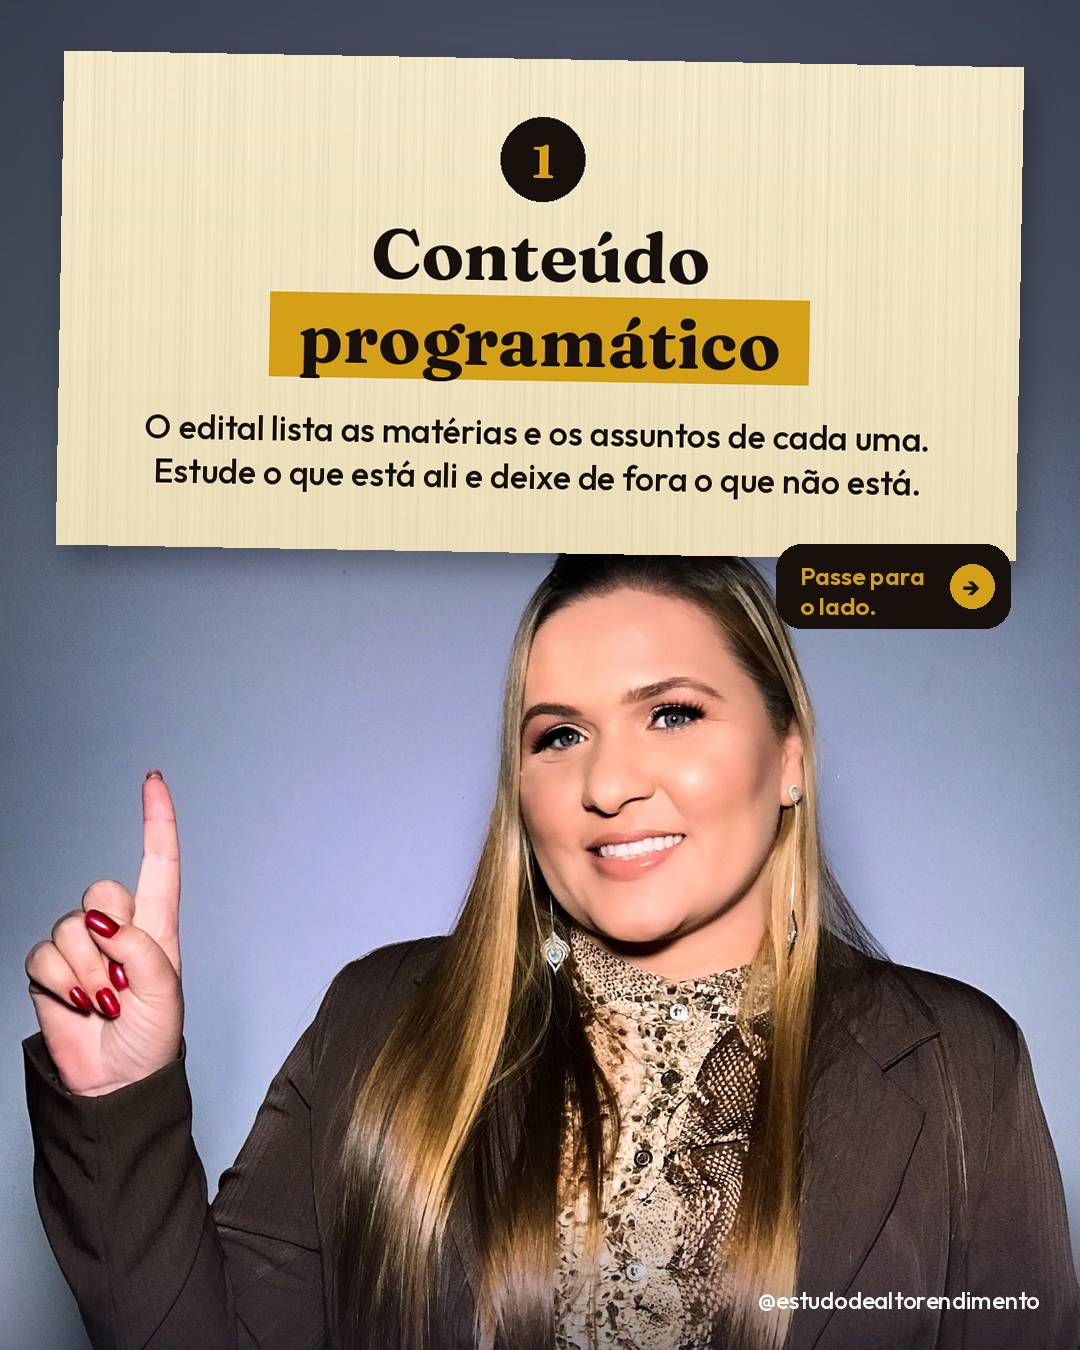 1
Conteúdo
programático
O edital lista as matérias e os assuntos de cada uma.
Estude o que está ali e deixe de fora o que não está.
Passe para
o lado.
@estudodealtorendimento